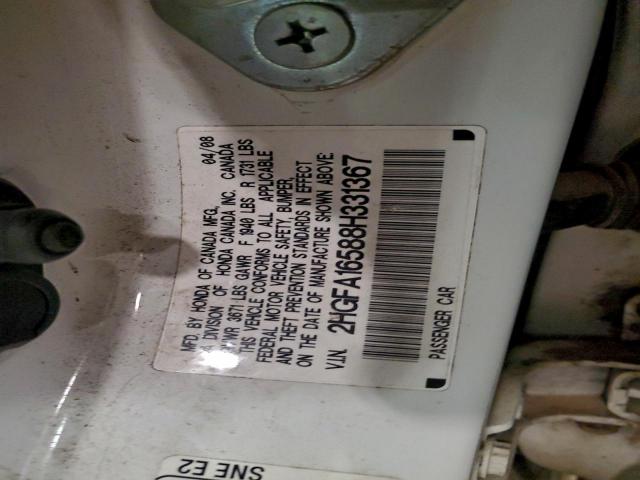 MFD. BY HONDA OF CANADA MFG. 04/08
A DIVISION OF HONDA CANADA INC. CANADA
GVWR 3671 LBS GAWR F 1940 LBS R 1731 LBS
THIS VEHICLE CONFORMS TO ALL APPLICABLE
FEDERAL MOTOR VEHICLE SAFETY, BUMPER,
AND THEFT PREVENTION STANDARDS IN EFFECT
ON THE DATE OF MANUFACTURE SHOWN ABOVE.
V.I.N. 2HGFA16588H331367
PASSENGER CAR
SNE E2